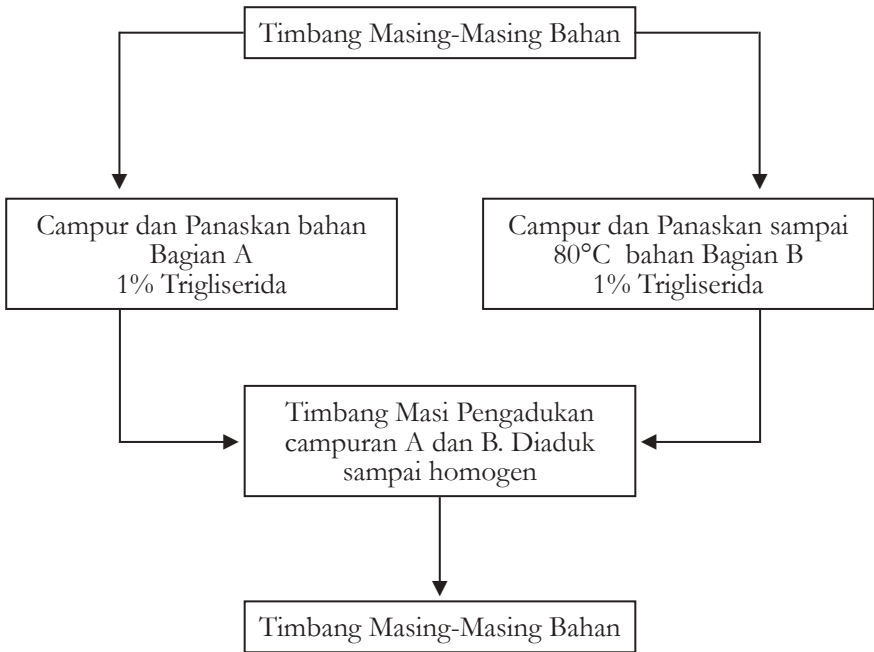 Timbang Masing-Masing Bahan
Campur dan Panaskan bahan
Bagian A
1% Trigliserida
Campur dan Panaskan sampai
80°C bahan Bagian B
1% Trigliserida
Timbang Masi Pengadukan
campuran A dan B. Diaduk
sampai homogen
Timbang Masing-Masing Bahan